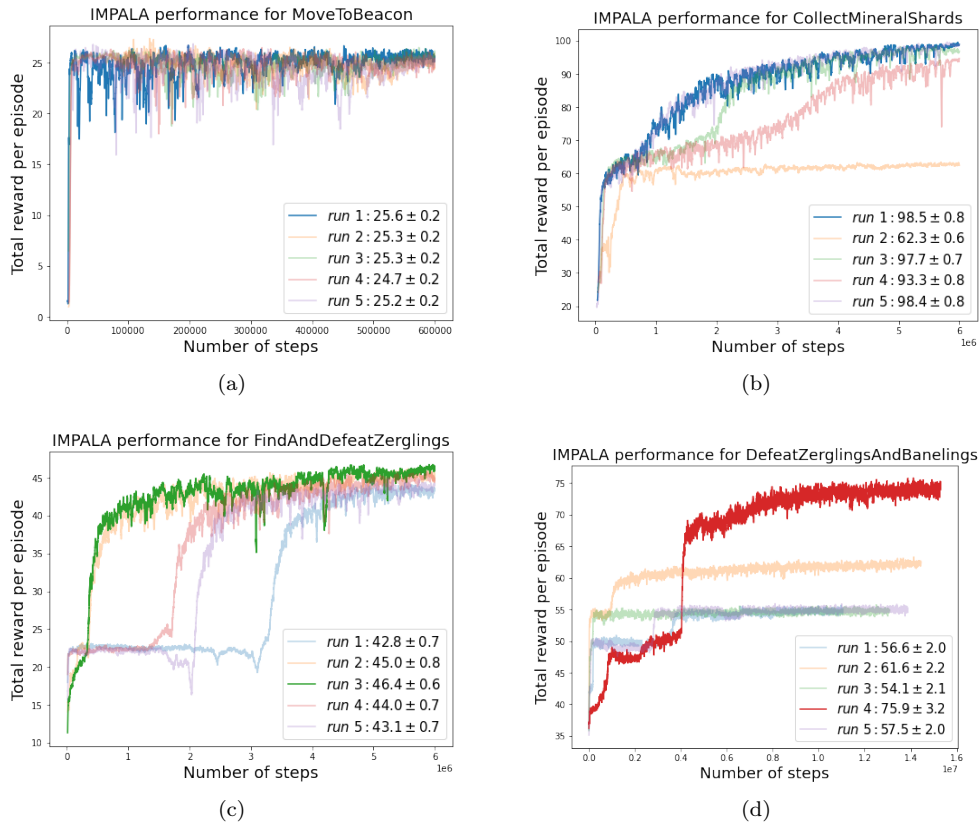 IMPALA performance for MoveToBeacon
Total reward per episode
25
20
15
10
5
0
run 1 : 25.6 ± 0.2
run 2 : 25.3 ± 0.2
run 3 : 25.3 ± 0.2
run 4 : 24.7 ± 0.2
run 5 : 25.2 ± 0.2
0 100000 200000 300000 400000 500000 600000
Number of steps
(a)
IMPALA performance for CollectMineralShards
Total reward per episode
100
90
80
70
60
50
40
30
20
run 1 : 98.5 ± 0.8
run 2 : 62.3 ± 0.6
run 3 : 97.7 ± 0.7
run 4 : 93.3 ± 0.8
run 5 : 98.4 ± 0.8
0 1 2 3 4 5 6
1e6
Number of steps
(b)
IMPALA performance for FindAndDefeatZerglings
Total reward per episode
45
40
35
30
25
20
15
10
run 1 : 42.8 ± 0.7
run 2 : 45.0 ± 0.8
run 3 : 46.4 ± 0.6
run 4 : 44.0 ± 0.7
run 5 : 43.1 ± 0.7
0 1 2 3 4 5 6
1e6
Number of steps
(c)
IMPALA performance for DefeatZerglingsAndBanelings
Total reward per episode
75
70
65
60
55
50
45
40
35
run 1 : 56.6 ± 2.0
run 2 : 61.6 ± 2.2
run 3 : 54.1 ± 2.1
run 4 : 75.9 ± 3.2
run 5 : 57.5 ± 2.0
0.0 0.2 0.4 0.6 0.8 1.0 1.2 1.4 1.6
1e7
Number of steps
(d)